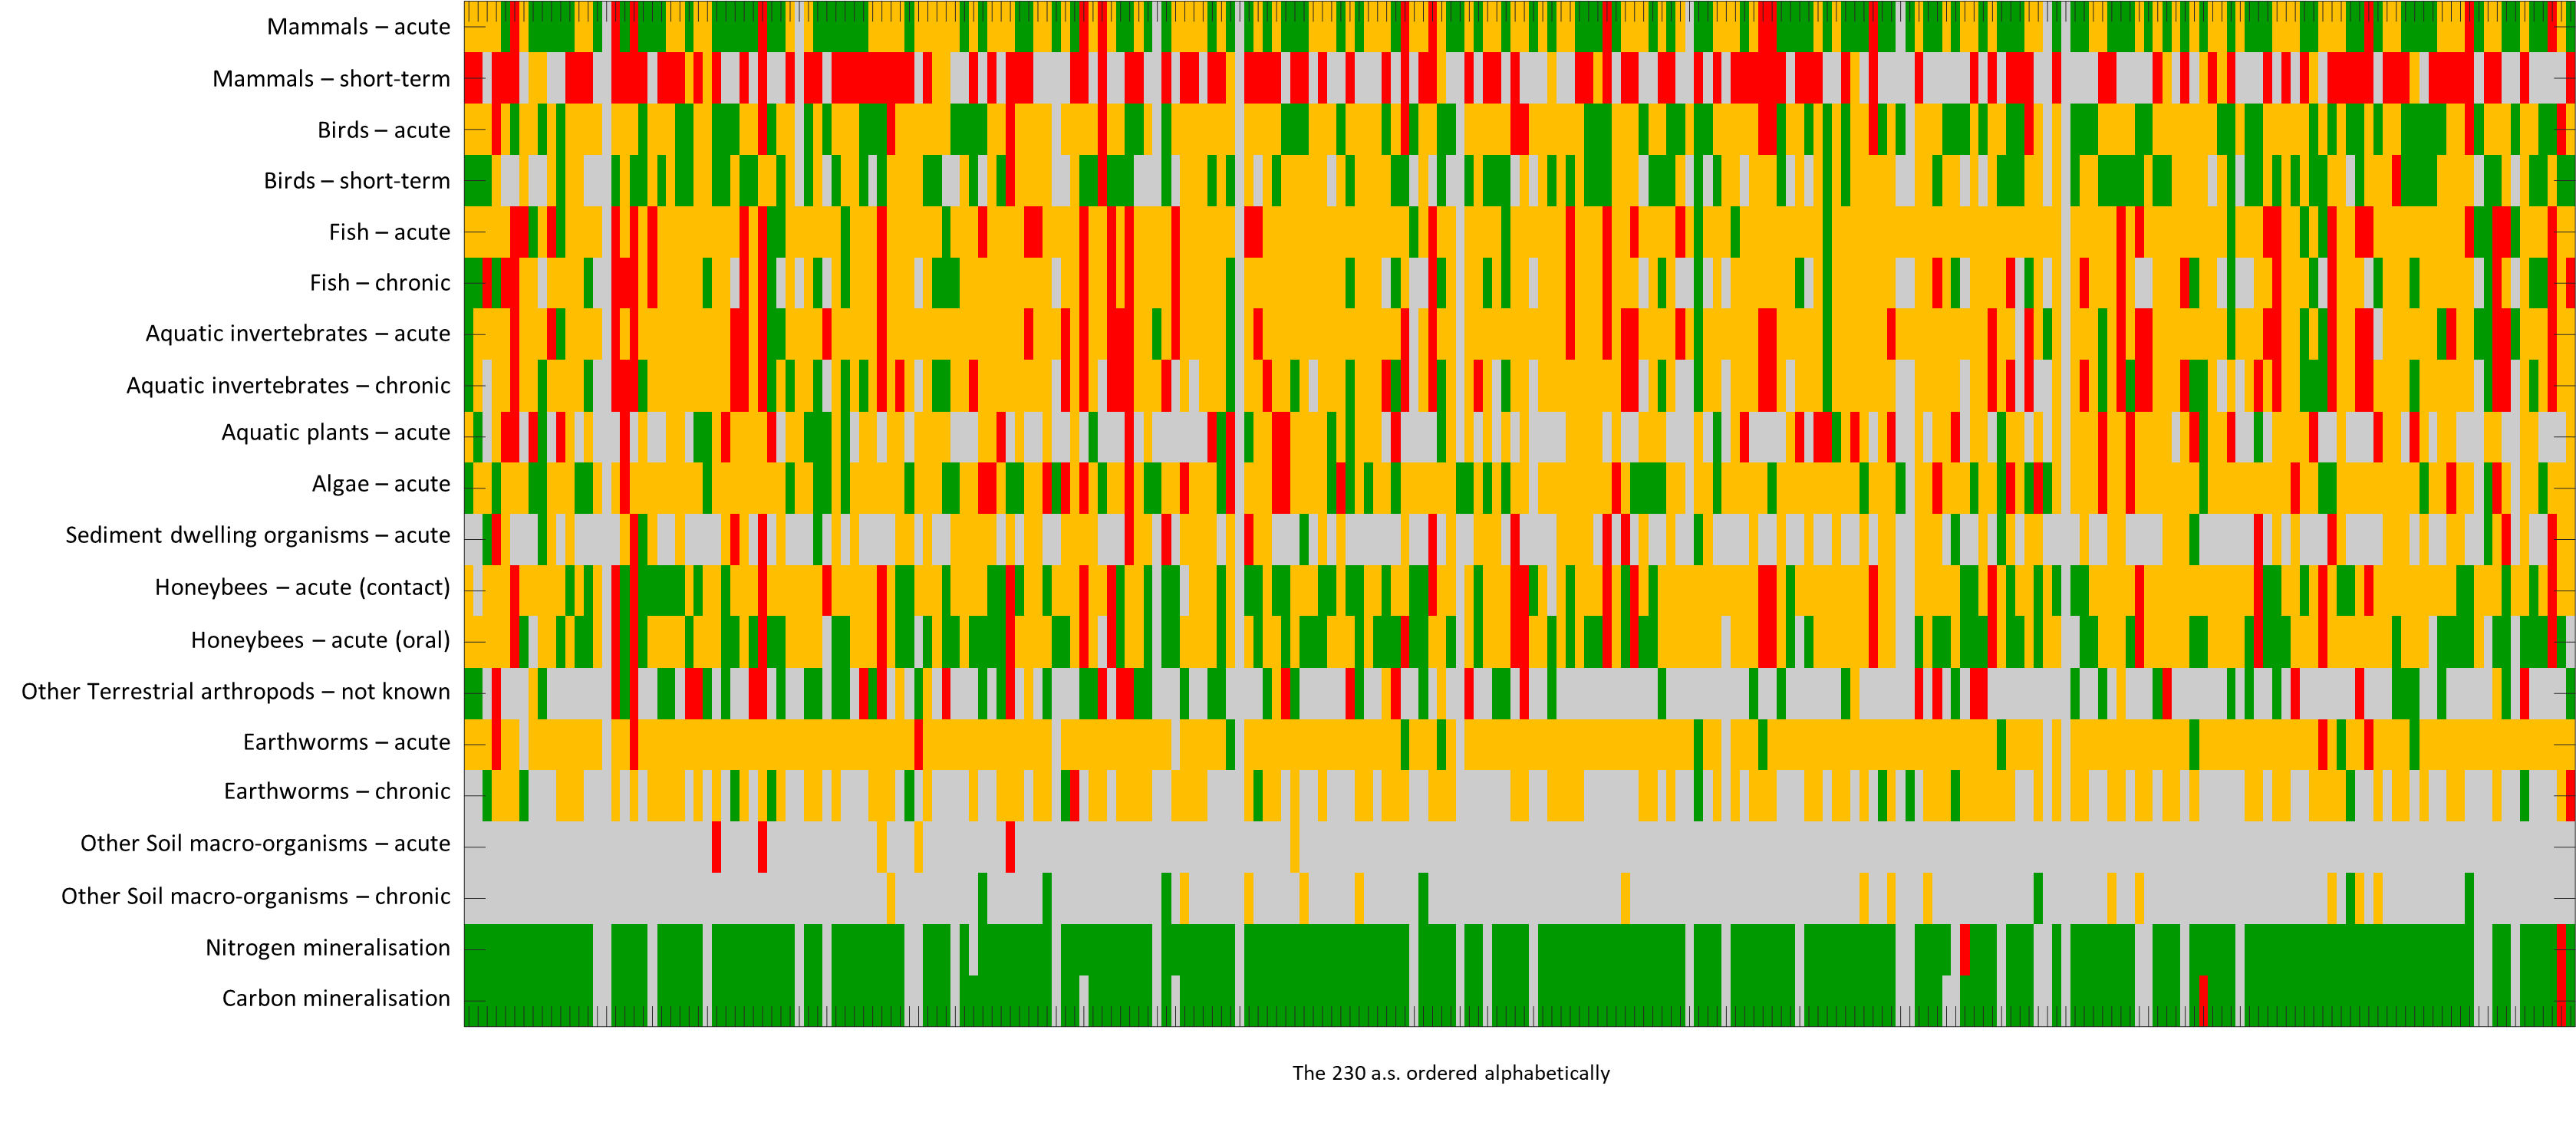 Mammals – acute
Mammals – short-term
Birds – acute
Birds – short-term
Fish – acute
Fish – chronic
Aquatic invertebrates – acute
Aquatic invertebrates – chronic
Aquatic plants – acute
Algae – acute
Sediment dwelling organisms – acute
Honeybees – acute (contact)
Honeybees – acute (oral)
Other Terrestrial arthropods – not known
Earthworms – acute
Earthworms – chronic
Other Soil macro-organisms – acute
Other Soil macro-organisms – chronic
Nitrogen mineralisation
Carbon mineralisation
The 230 a.s. ordered alphabetically